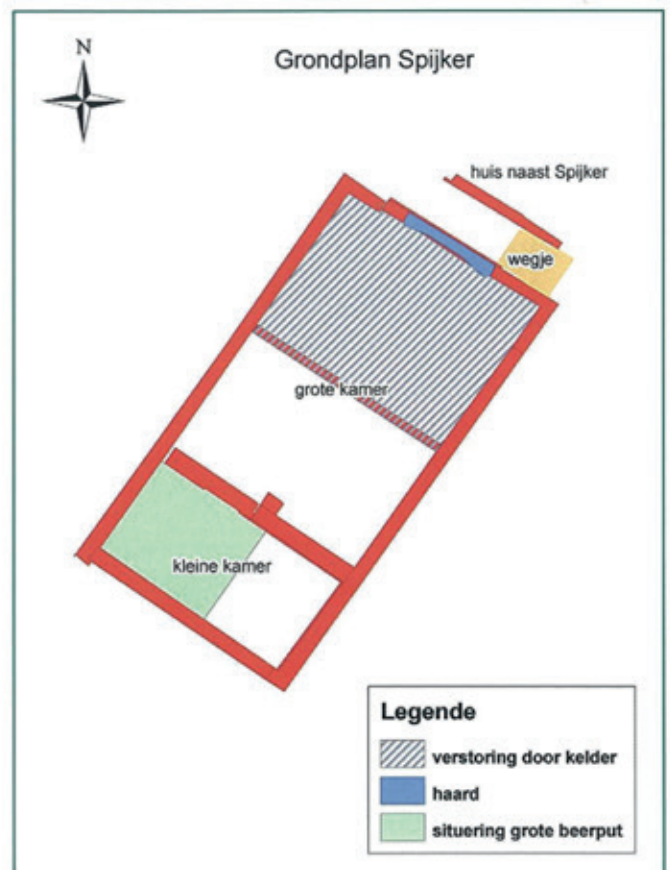 N
Grondplan Spijker
huis naast Spijker
wegje
grote kamer
kleine kamer
Legende
verstoring door kelder
haard
situering grote beerput